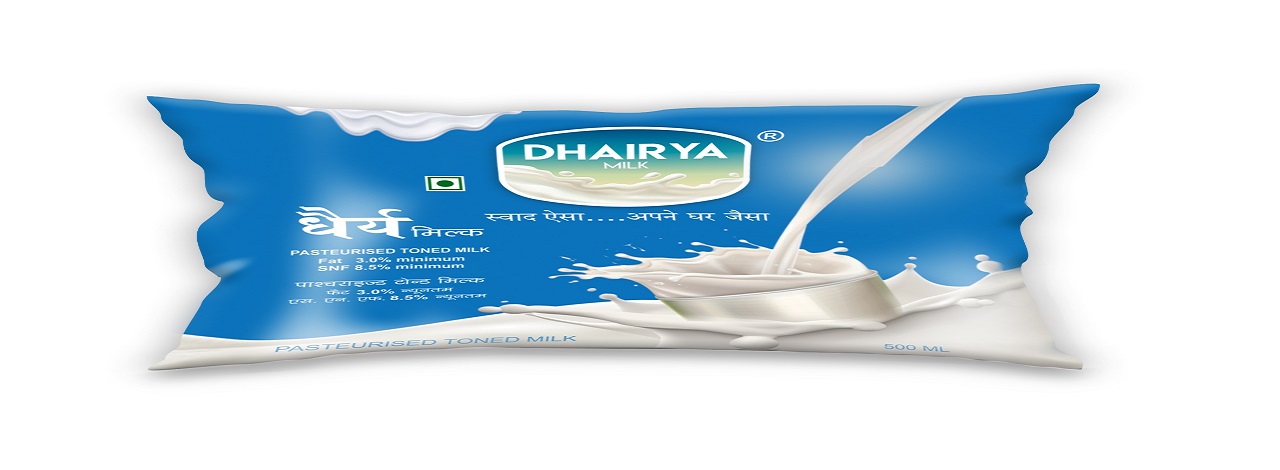 DHAIRYA
MILK
®
स्वाद ऐसा.....अपने घर जैसा
धैर्य मिल्क
PASTEURISED TONED MILK
Fat 3.0% minimum
SNF 8.5% minimum
पाश्चराइज्ड टोन्ड मिल्क
फॅट 3.0% न्यूनतम
एस. एन. एफ. 8.5% न्यूनतम
PASTEURISED TONED MILK
500 ML